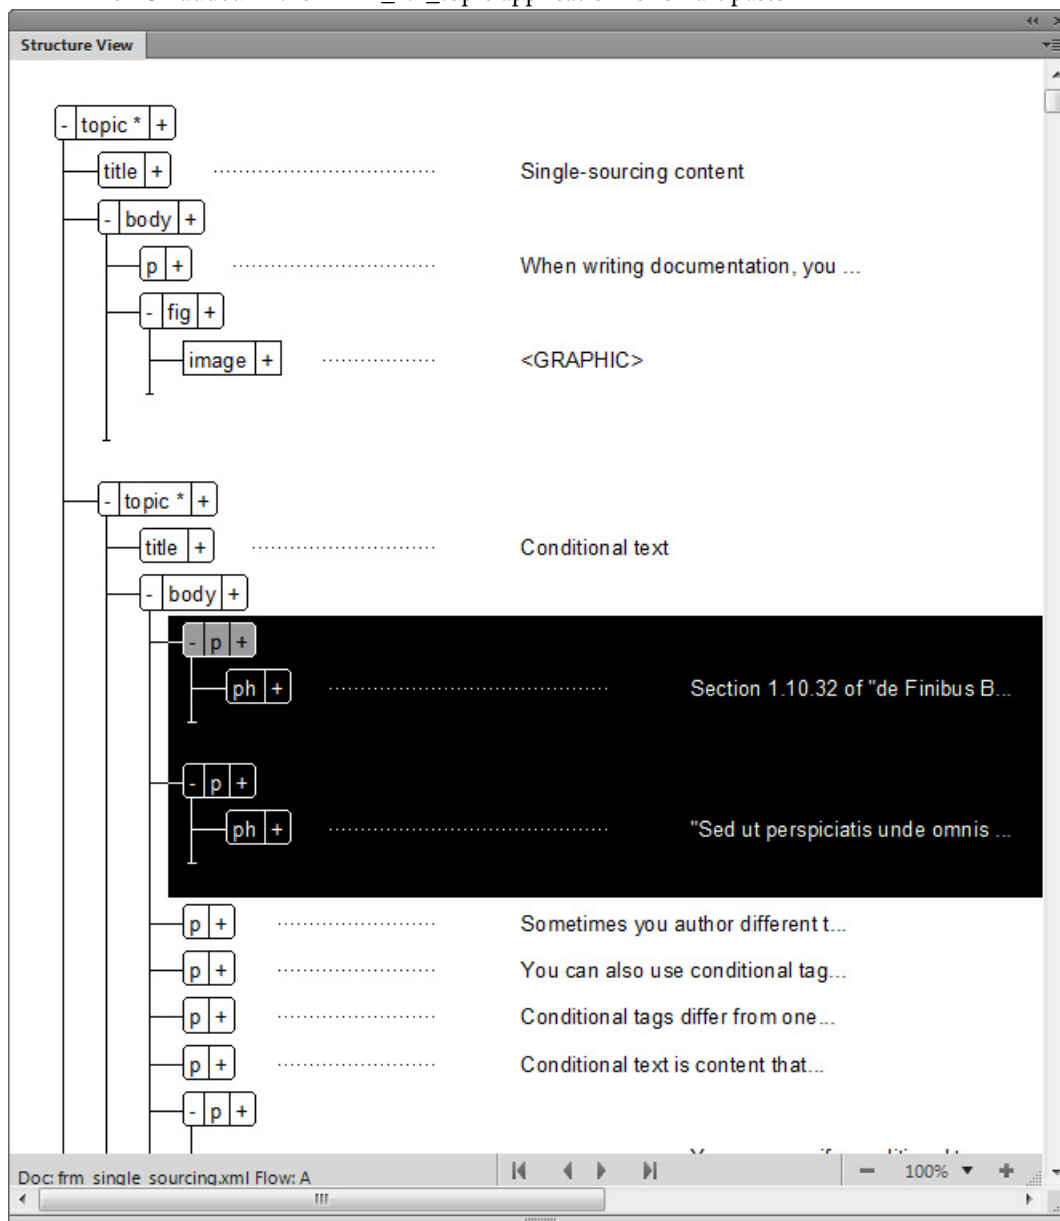 Structure View
- topic * +
title + Single-sourcing content
- body +
p + When writing documentation, you ...
- fig +
image + <GRAPHIC>
- topic * +
title + Conditional text
- body +
- p +
ph + Section 1.10.32 of "de Finibus B...
- p +
ph + "Sed ut perspiciatis unde omnis ...
p + Sometimes you author different t...
p + You can also use conditional tag...
p + Conditional tags differ from one...
p + Conditional text is content that...
- p +
Doc: frm_single_sourcing.xml Flow: A 100%